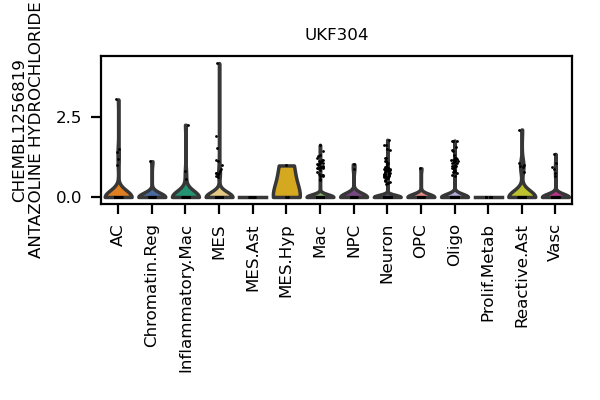 UKF304
CHEMBL1256819
ANTAZOLINE HYDROCHLORIDE
2.5
0.0
AC
Chromatin.Reg
Inflammatory.Mac
MES
MES.Ast
MES.Hyp
Mac
NPC
Neuron
OPC
Oligo
Prolif.Metab
Reactive.Ast
Vasc